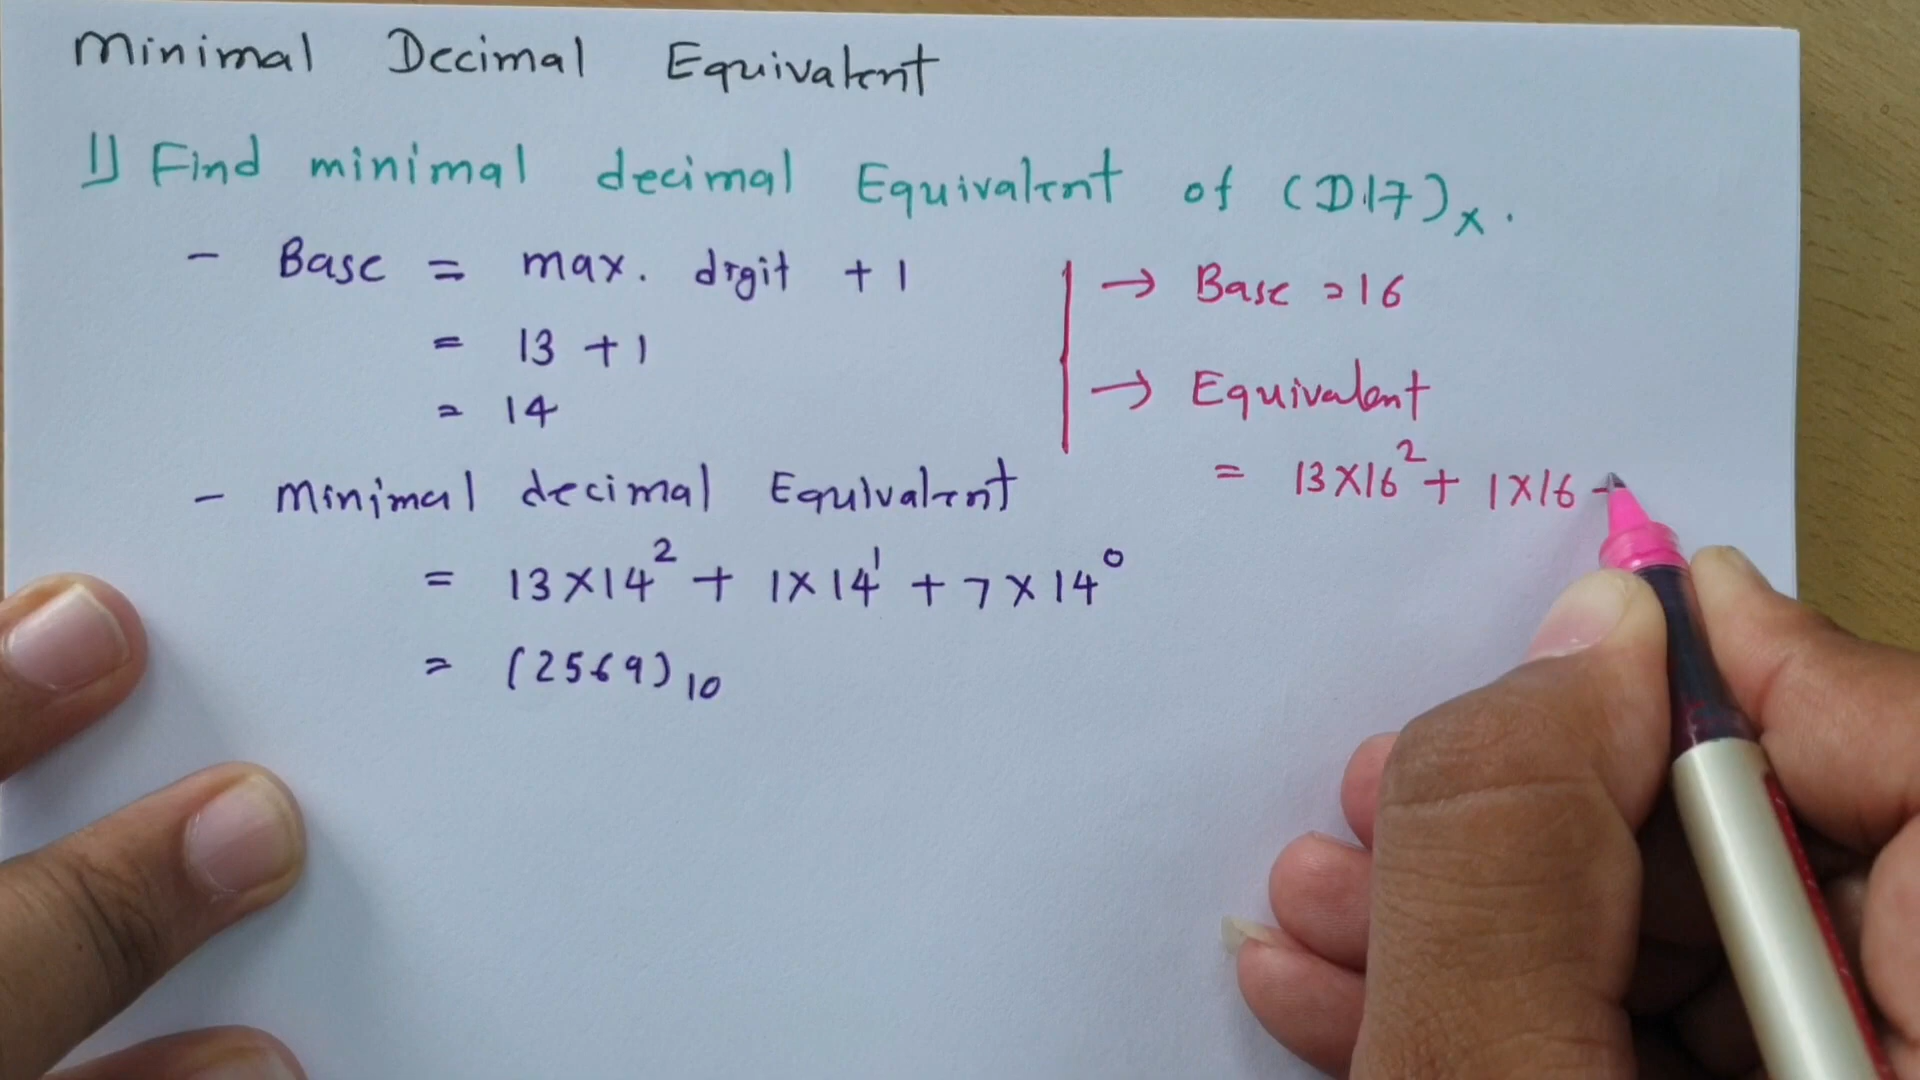 Minimal Decimal Equivalent
1) Find minimal decimal Equivalent of (D17)x.
- Base = max. digit + 1
= 13 + 1
= 14
- Minimal decimal Equivalent
= 13×14² + 1×14¹ + 7×14⁰
= (2569)₁₀
→ Base = 16
→ Equivalent
= 13×16² + 1×16 +